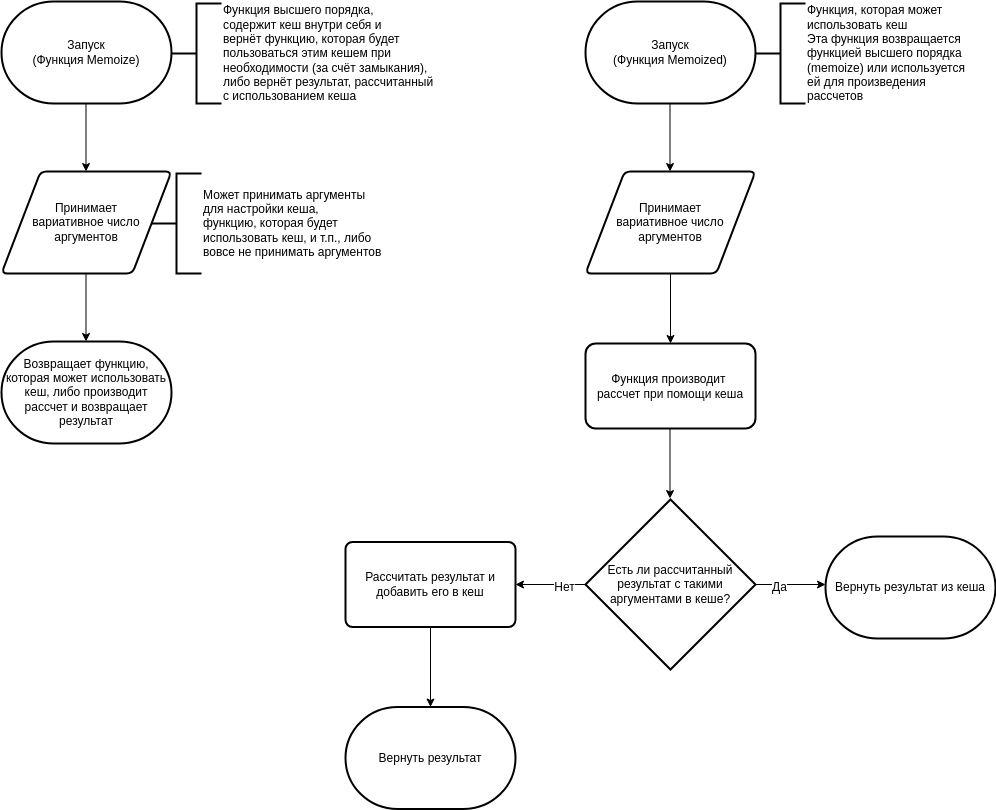 Запуск
(Функция Memoize)
Функция высшего порядка,
содержит кеш внутри себя и
вернёт функцию, которая будет
пользоваться этим кешем при
необходимости (за счёт замыкания),
либо вернёт результат, рассчитанный
с использованием кеша
Принимает
вариативное число
аргументов
Может принимать аргументы
для настройки кеша,
функцию, которая будет
использовать кеш, и т.п., либо
вовсе не принимать аргументов
Возвращает функцию,
которая может использовать
кеш, либо производит
рассчет и возвращает
результат
Запуск
(Функция Memoized)
Функция, которая может
использовать кеш
Эта функция возвращается
функцией высшего порядка
(memoize) или используется
ей для произведения
рассчетов
Принимает
вариативное число
аргументов
Функция производит
рассчет при помощи кеша
Есть ли рассчитанный
результат с такими
аргументами в кеше?
Нет
Да
Рассчитать результат и
добавить его в кеш
Вернуть результат из кеша
Вернуть результат